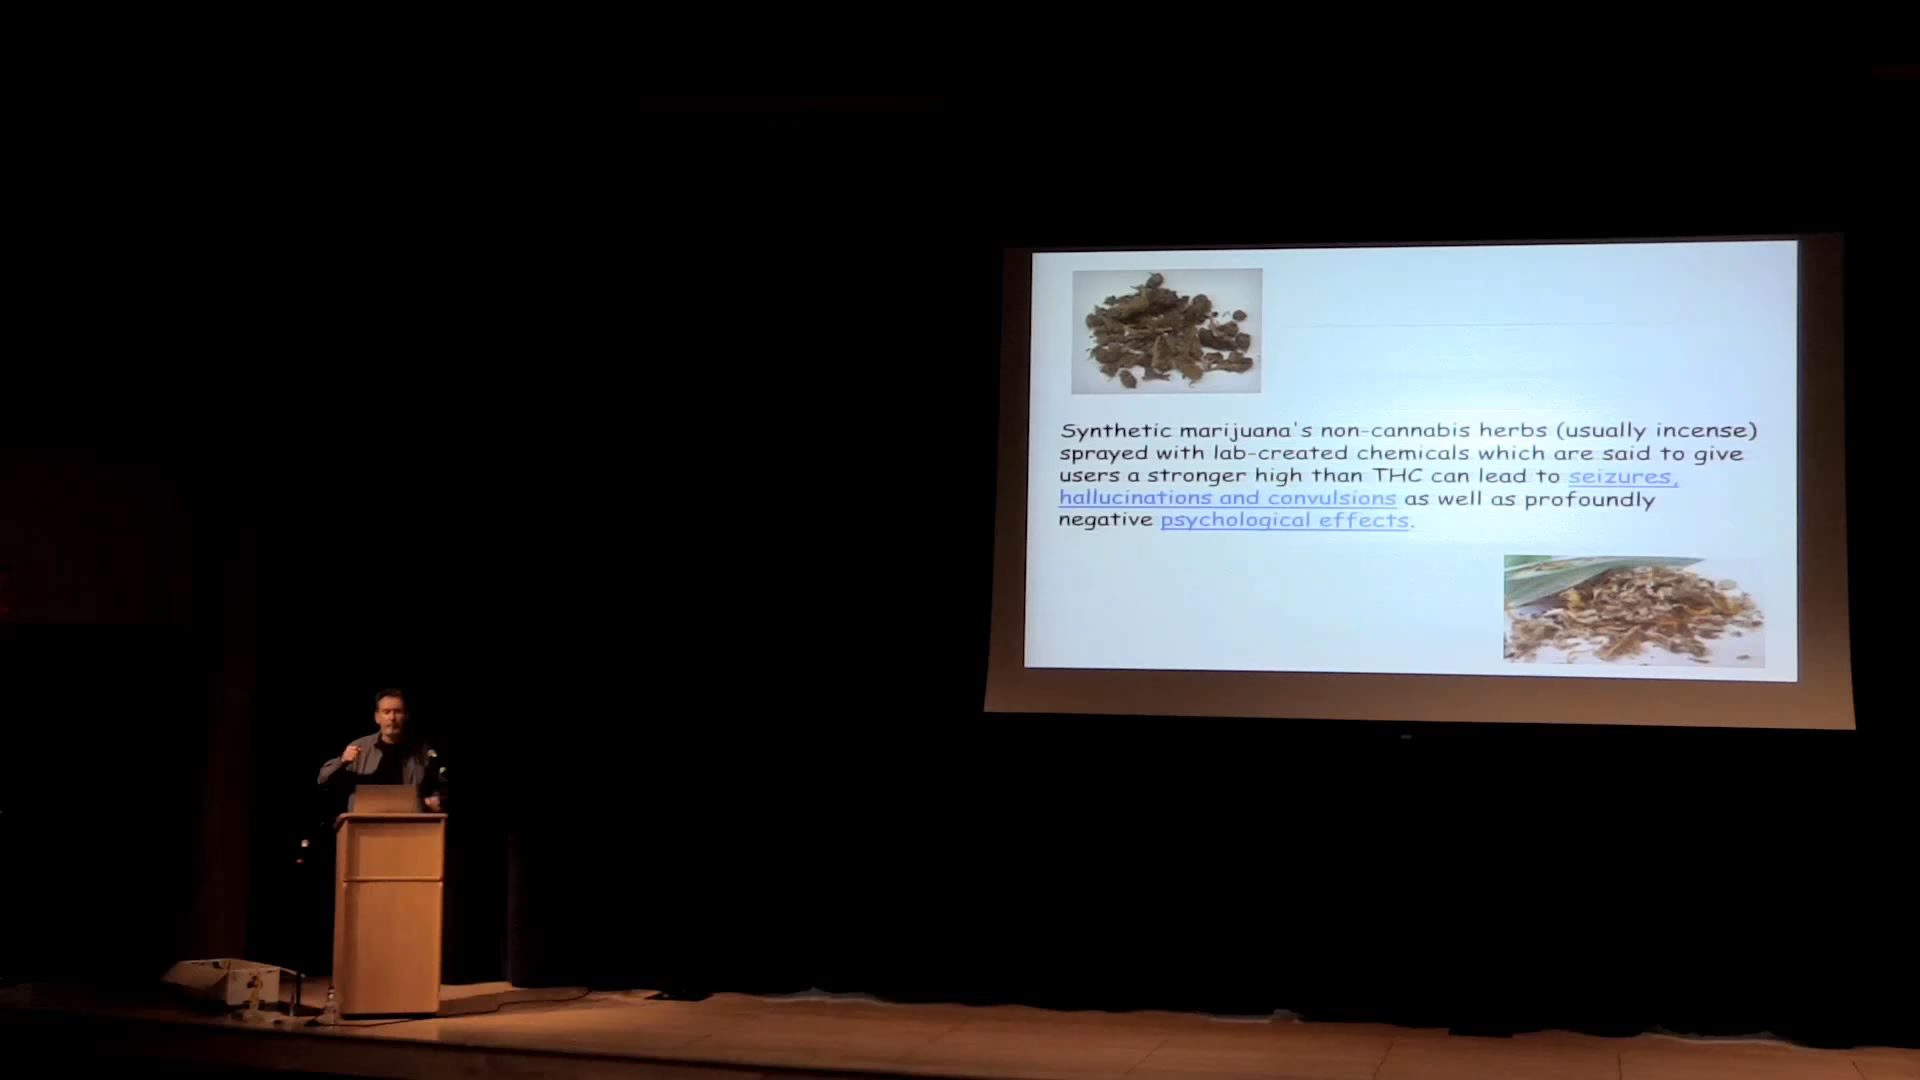 Synthetic marijuana's non-cannabis herbs (usually incense)
sprayed with lab-created chemicals which are said to give
users a stronger high than THC can lead to seizures,
hallucinations and convulsions as well as profoundly
negative psychological effects.